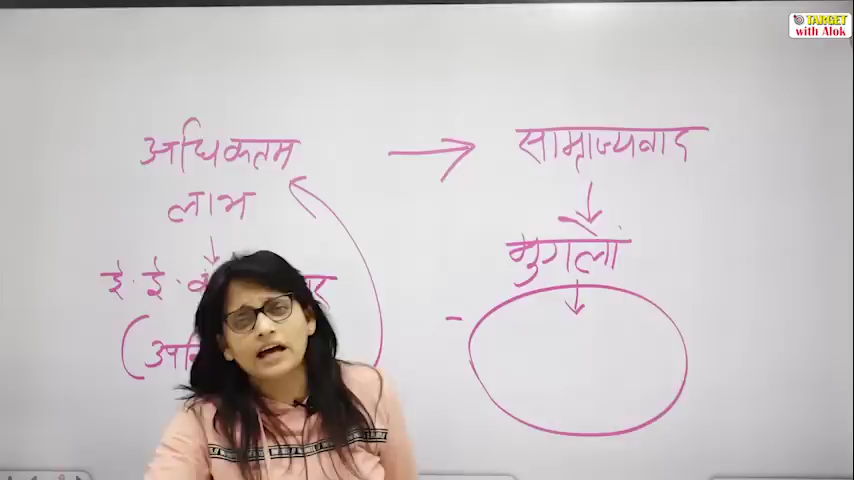 TARGET
with Alok
अधिकतम → साम्राज्यवाद
लाभ
मुगलों
ई. ई.